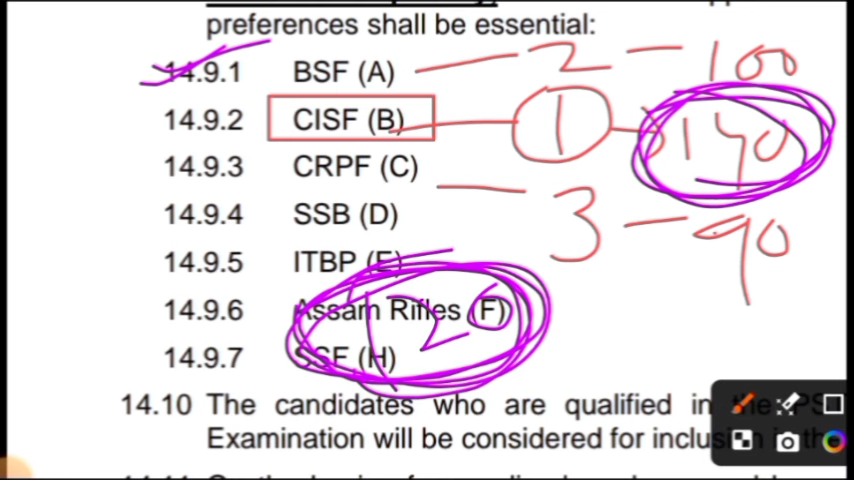 preferences shall be essential:
14.9.1 BSF (A) 2 100
14.9.2 CISF (B) 1 140
14.9.3 CRPF (C)
14.9.4 SSB (D) 3 90
14.9.5 ITBP (E)
14.9.6 Assam Rifles (F)
120
14.9.7 SSF (H)
14.10 The candidates who are qualified in the
Examination will be considered for inclusion in the